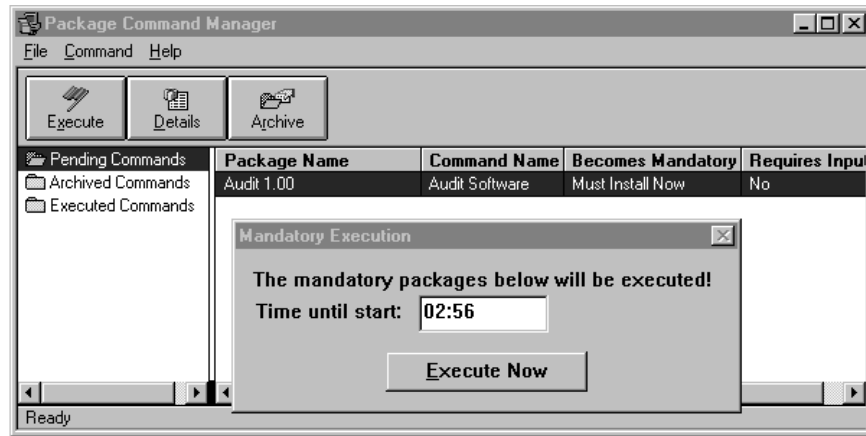 Package Command Manager
File Command Help
Execute Details Archive
Pending Commands
Archived Commands
Executed Commands
Package Name Command Name Becomes Mandatory Requires Input
Audit 1.00 Audit Software Must Install Now No
Mandatory Execution
The mandatory packages below will be executed!
Time until start: 02:56
Execute Now
Ready